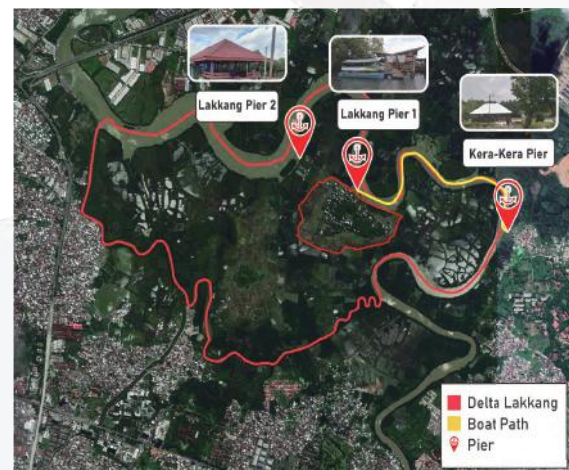 Lakkang Pier 2
Lakkang Pier 1
Kera-Kera Pier
Delta Lakkang
Boat Path
Pier